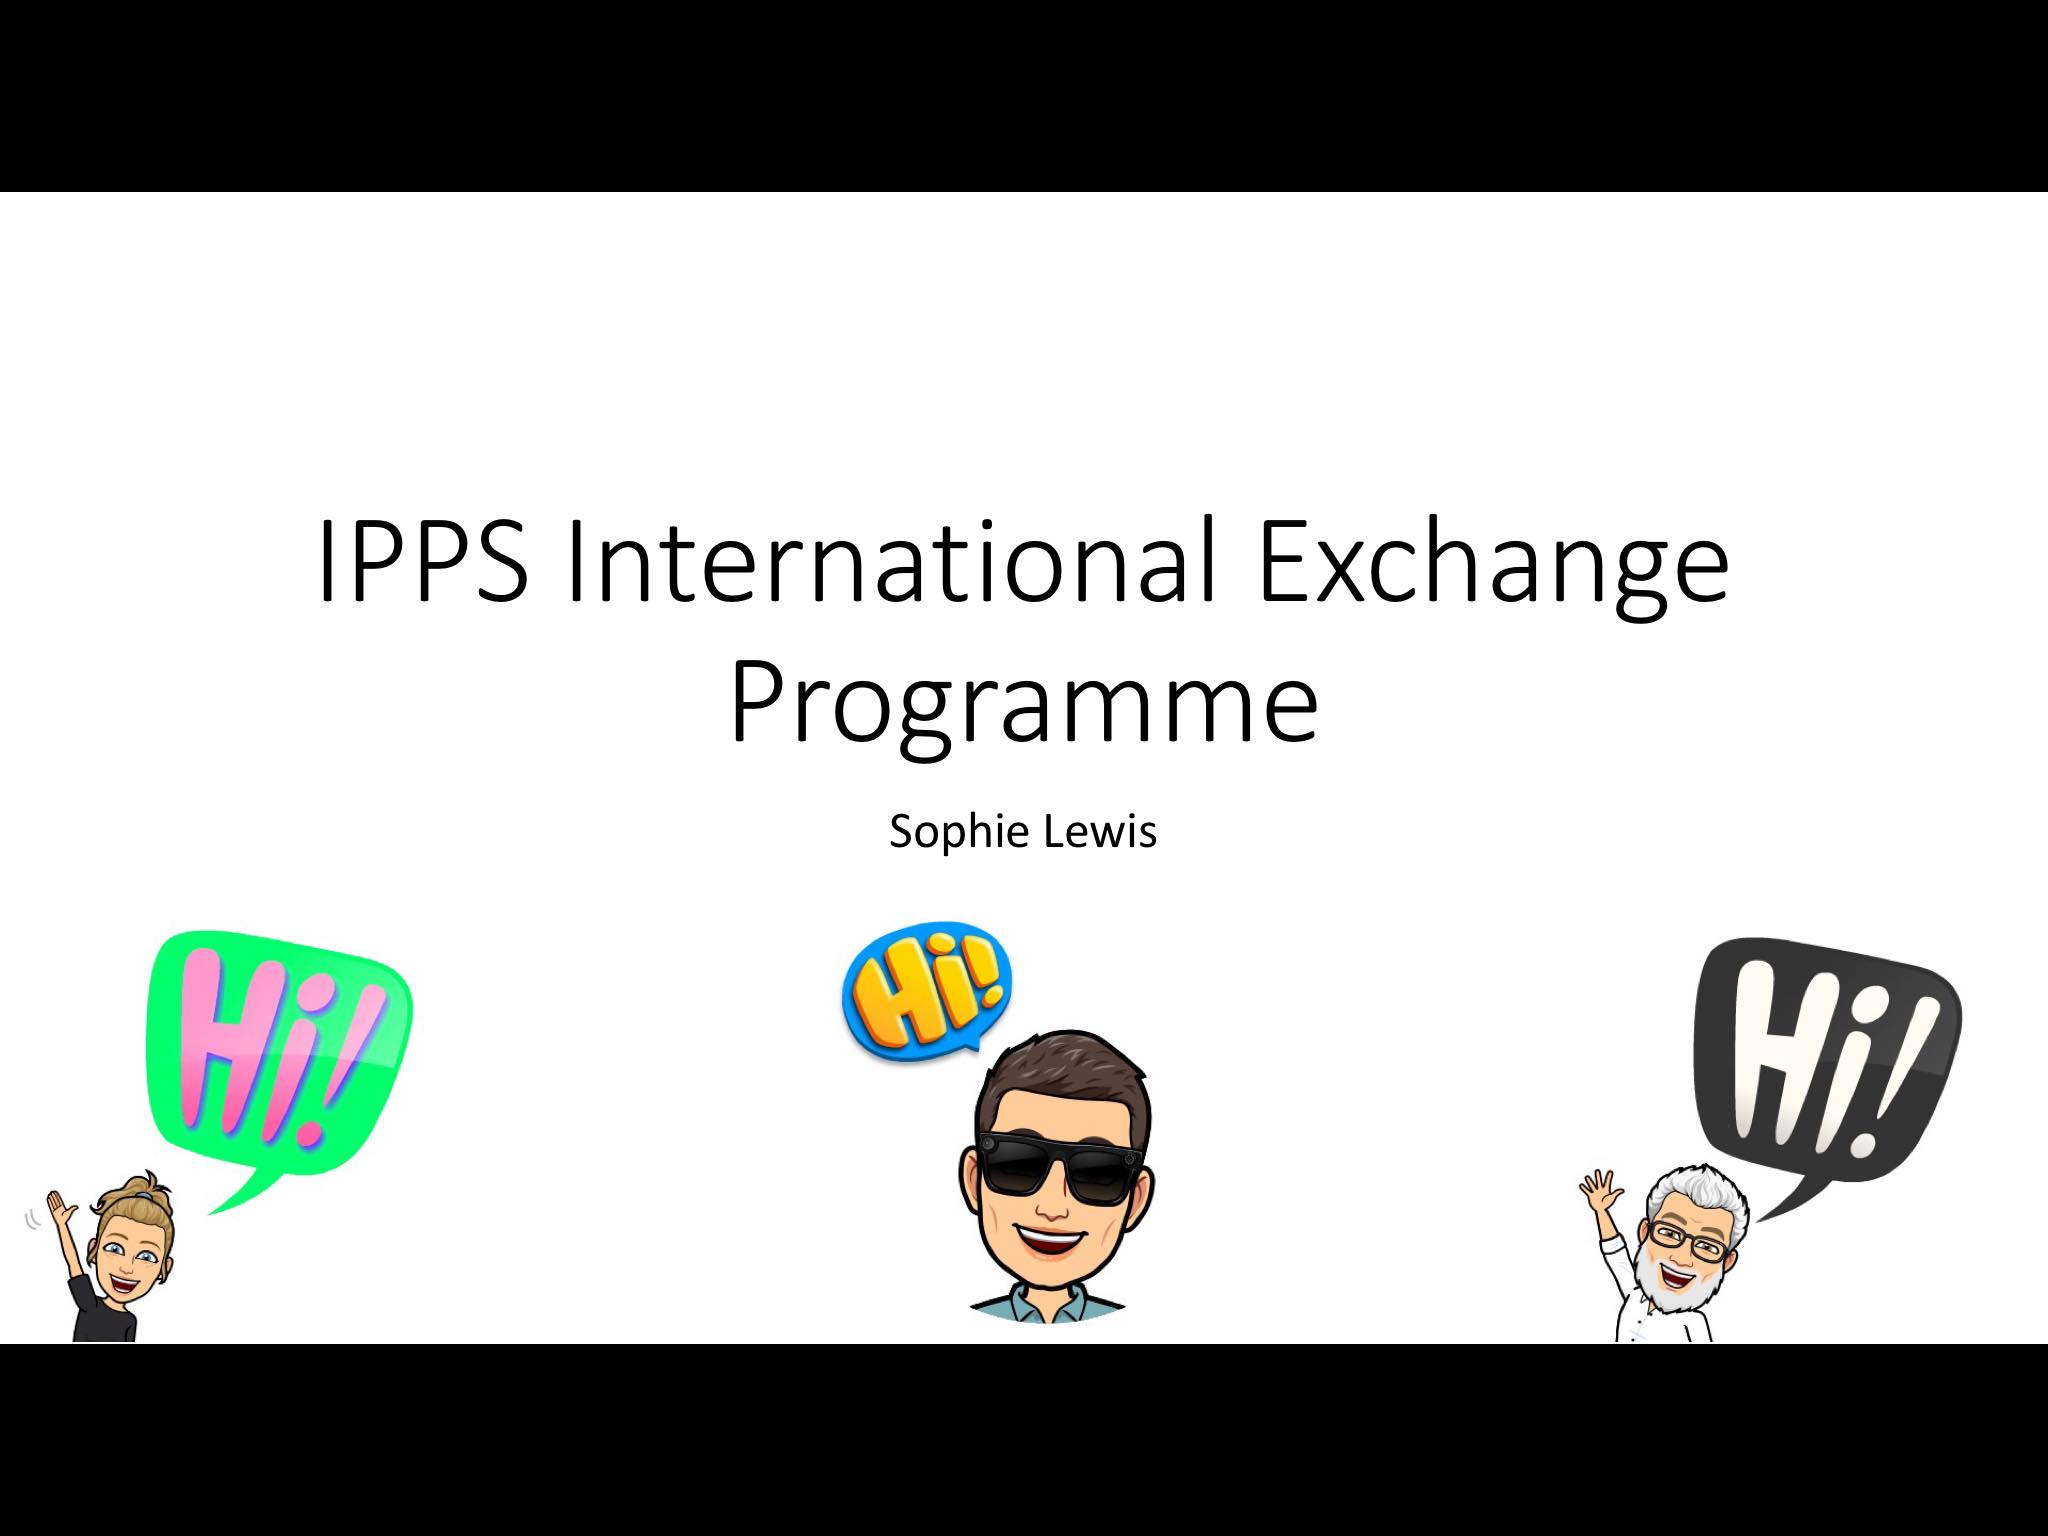 IPPS International Exchange
Programme
Sophie Lewis
Hi!
Hi!
Hi!